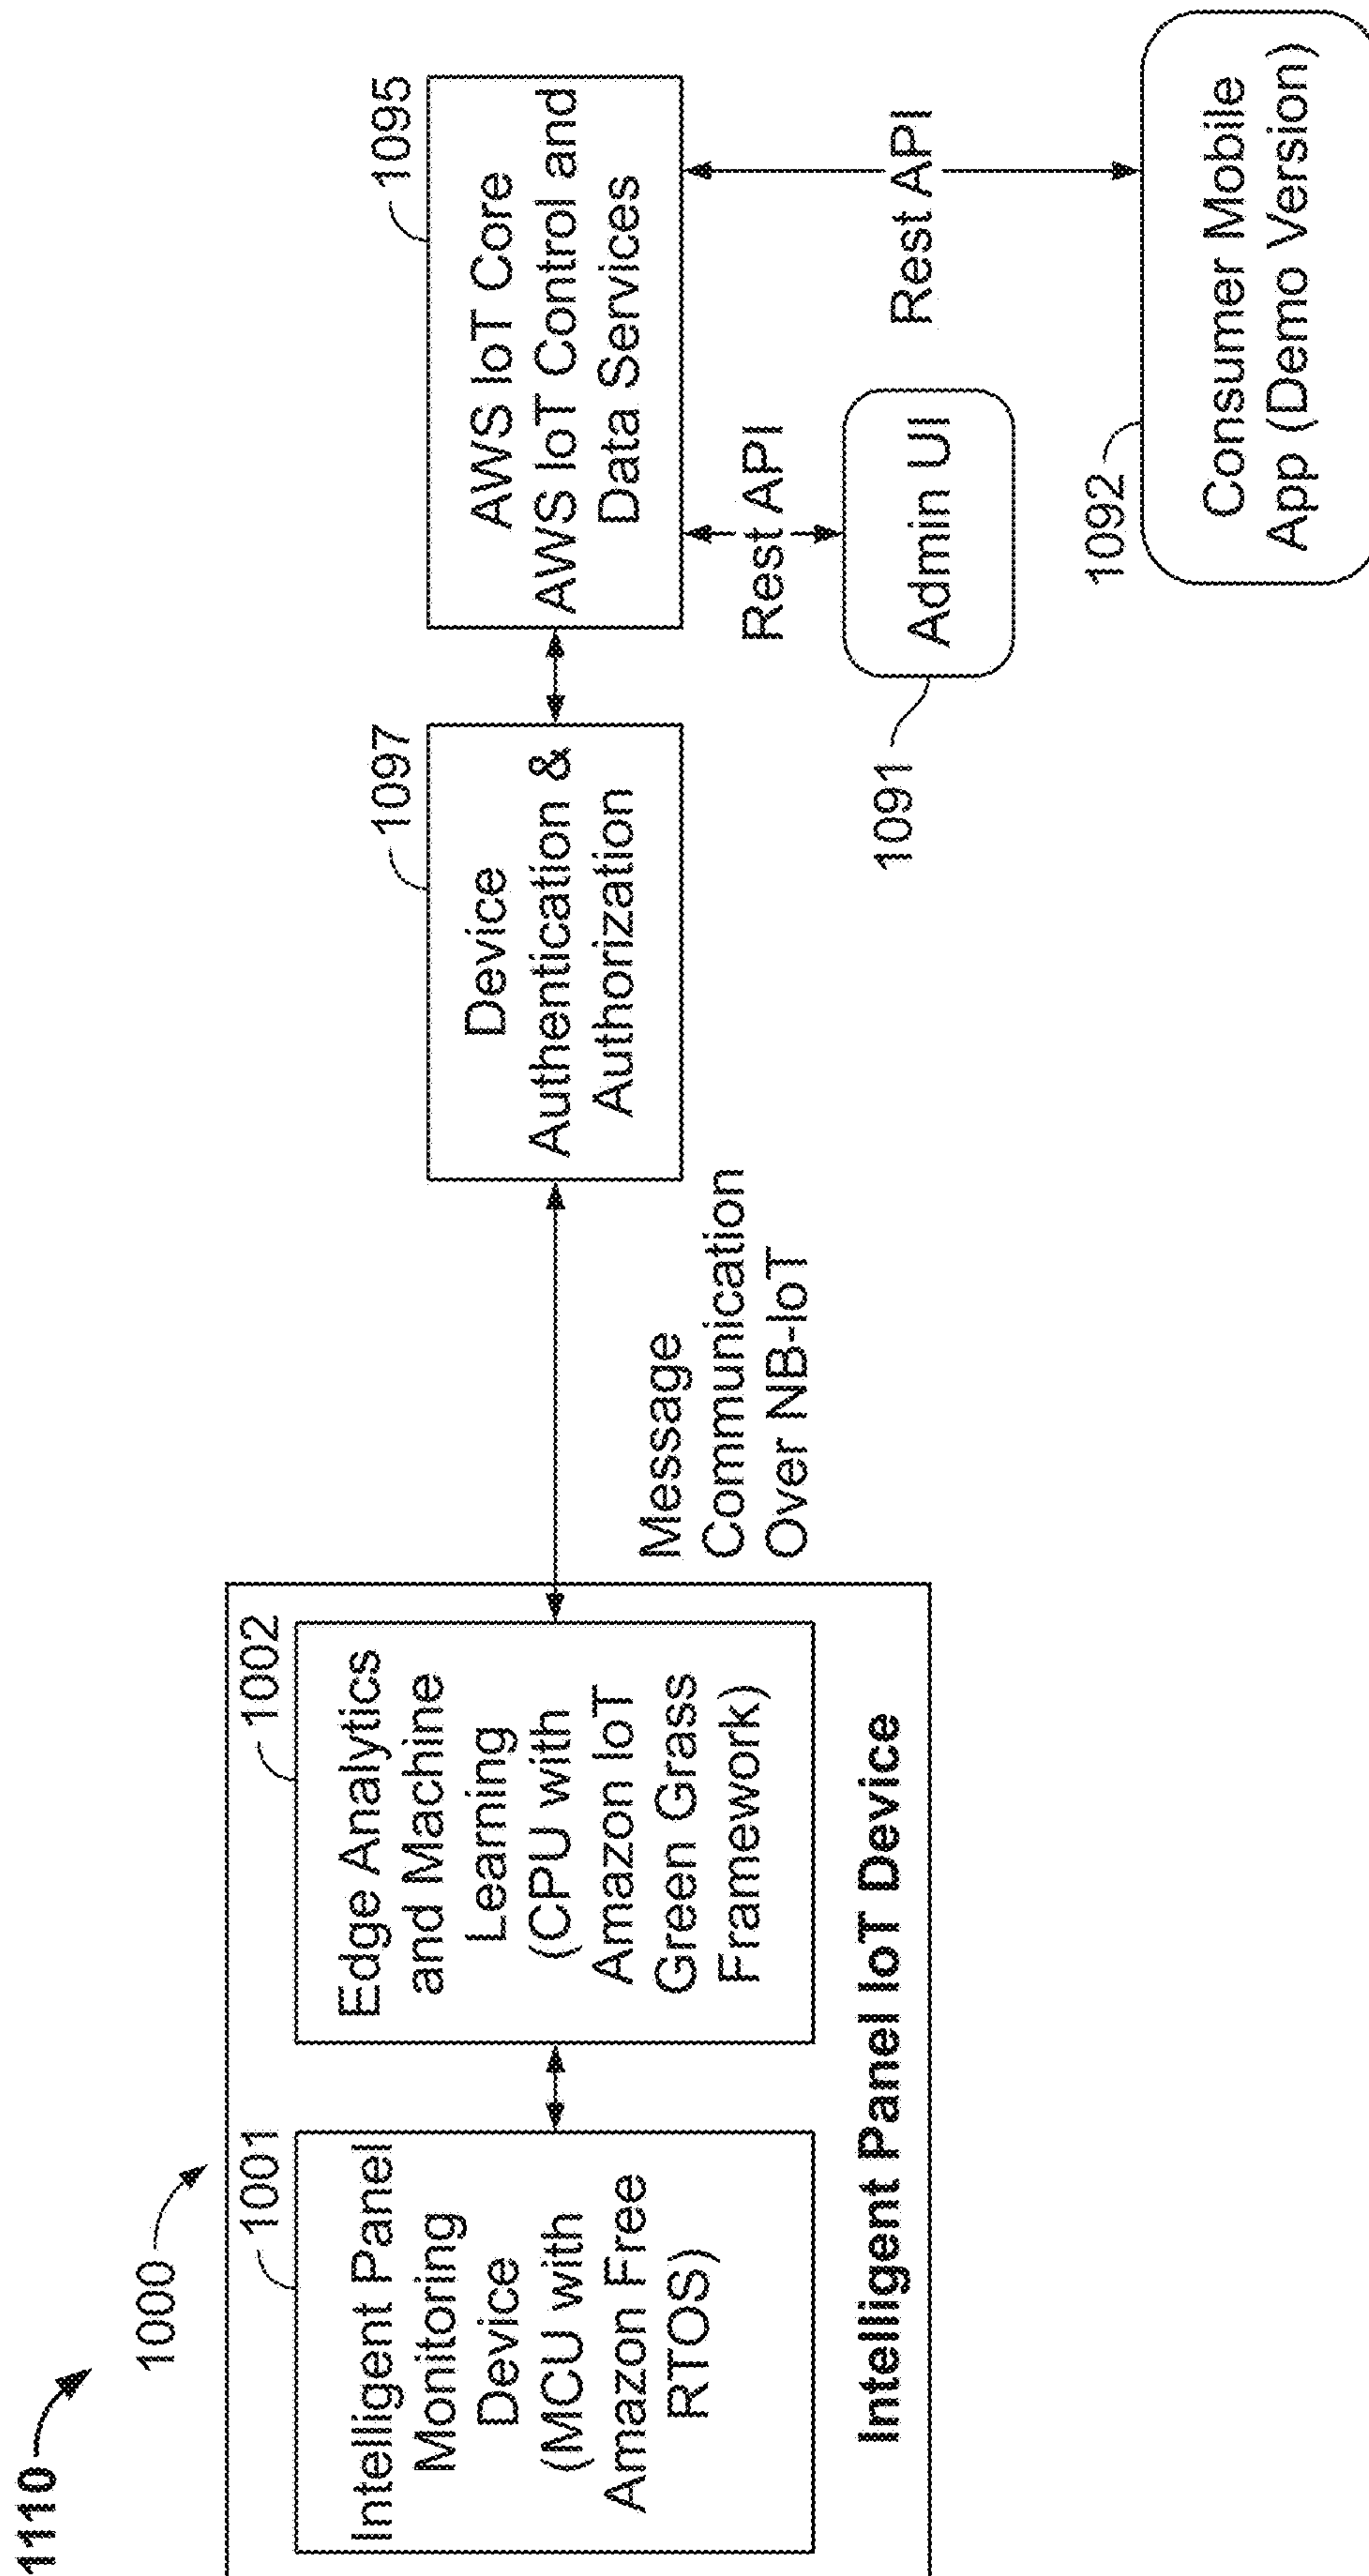 1110
1000
1001
Intelligent Panel
Monitoring
Device
(MCU with
Amazon Free
RTOS)
1002
Edge Analytics
and Machine
Learning
(CPU with
Amazon IoT
Green Grass
Framework)
Intelligent Panel IoT Device
Message
Communication
Over NB-IoT
1097
Device
Authentication &
Authorization
1095
AWS IoT Core
AWS IoT Control and
Data Services
Rest API
Rest API
1091
Admin UI
1092
Consumer Mobile
App (Demo Version)